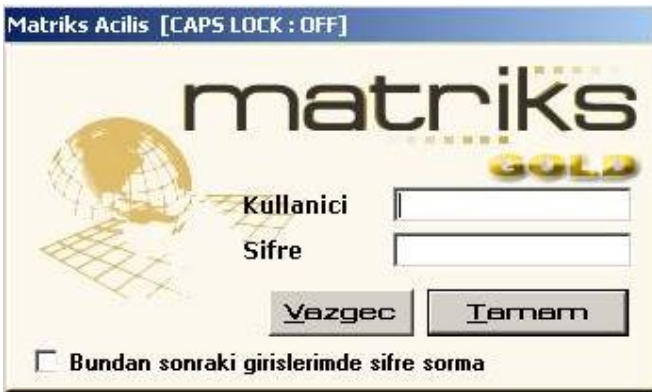 Matriks Acilis [CAPS LOCK : OFF]
matriks
GOLD
Kullanici
Sifre
Vazgec Tamam
Bundan sonraki girislerimde sifre sorma